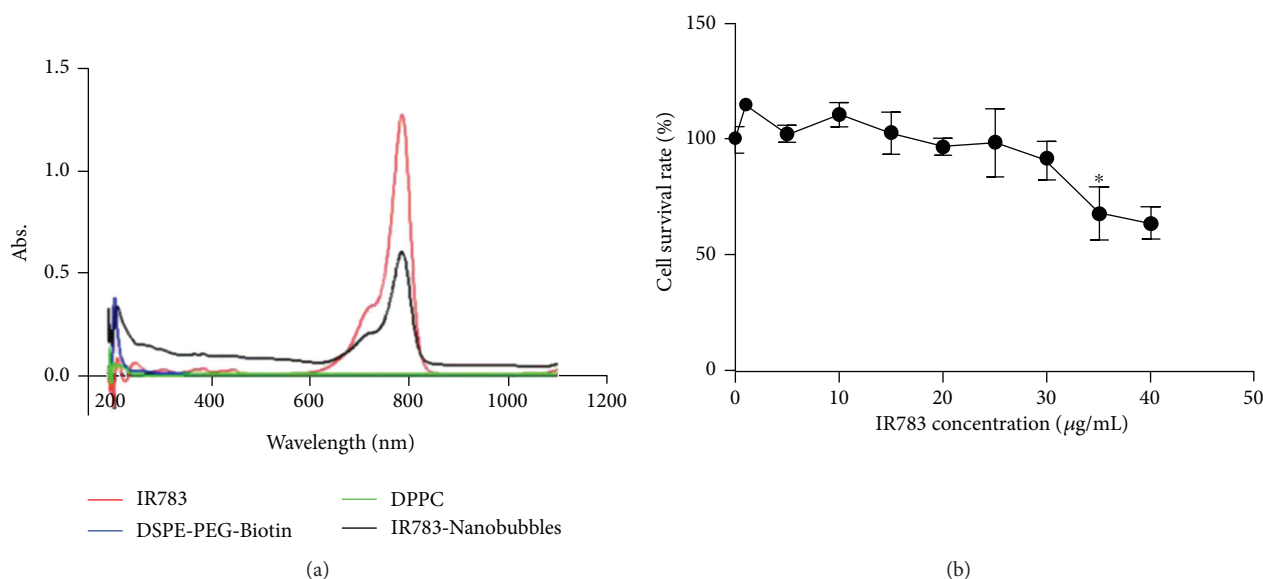 1.5
1.0
0.5
0.0
Abs.
200
400
600
800
1000
1200
Wavelength (nm)
IR783
DPPC
DSPE-PEG-Biotin
IR783-Nanobubbles
(a)
150
100
50
0
Cell survival rate (%)
*
0
10
20
30
40
50
IR783 concentration (μg/mL)
(b)